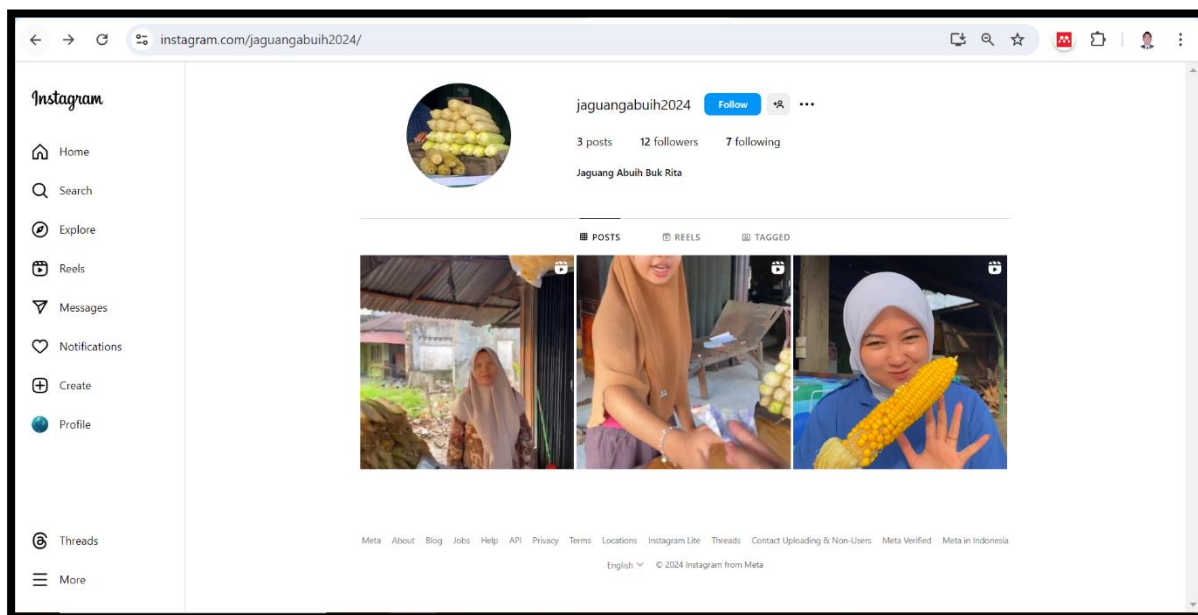 instagram.com/jaguangabuih2024/
Instagram
Home
Search
Explore
Reels
Messages
Notifications
Create
Profile
Threads
More
jaguangabuih2024 Follow
3 posts 12 followers 7 following
Jaguang Abuih Buk Rita
POSTS REELS TAGGED
Meta About Blog Jobs Help API Privacy Terms Locations Instagram Lite Threads Contact Uploading & Non-Users Meta Verified Meta in Indonesia
English © 2024 Instagram from Meta